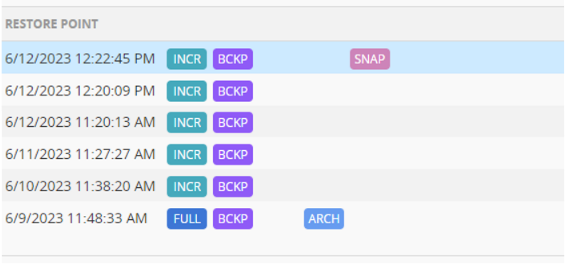 RESTORE POINT
6/12/2023 12:22:45 PM INCR BCKP SNAP
6/12/2023 12:20:09 PM INCR BCKP
6/12/2023 11:20:13 AM INCR BCKP
6/11/2023 11:27:27 AM INCR BCKP
6/10/2023 11:38:20 AM INCR BCKP
6/9/2023 11:48:33 AM FULL BCKP ARCH